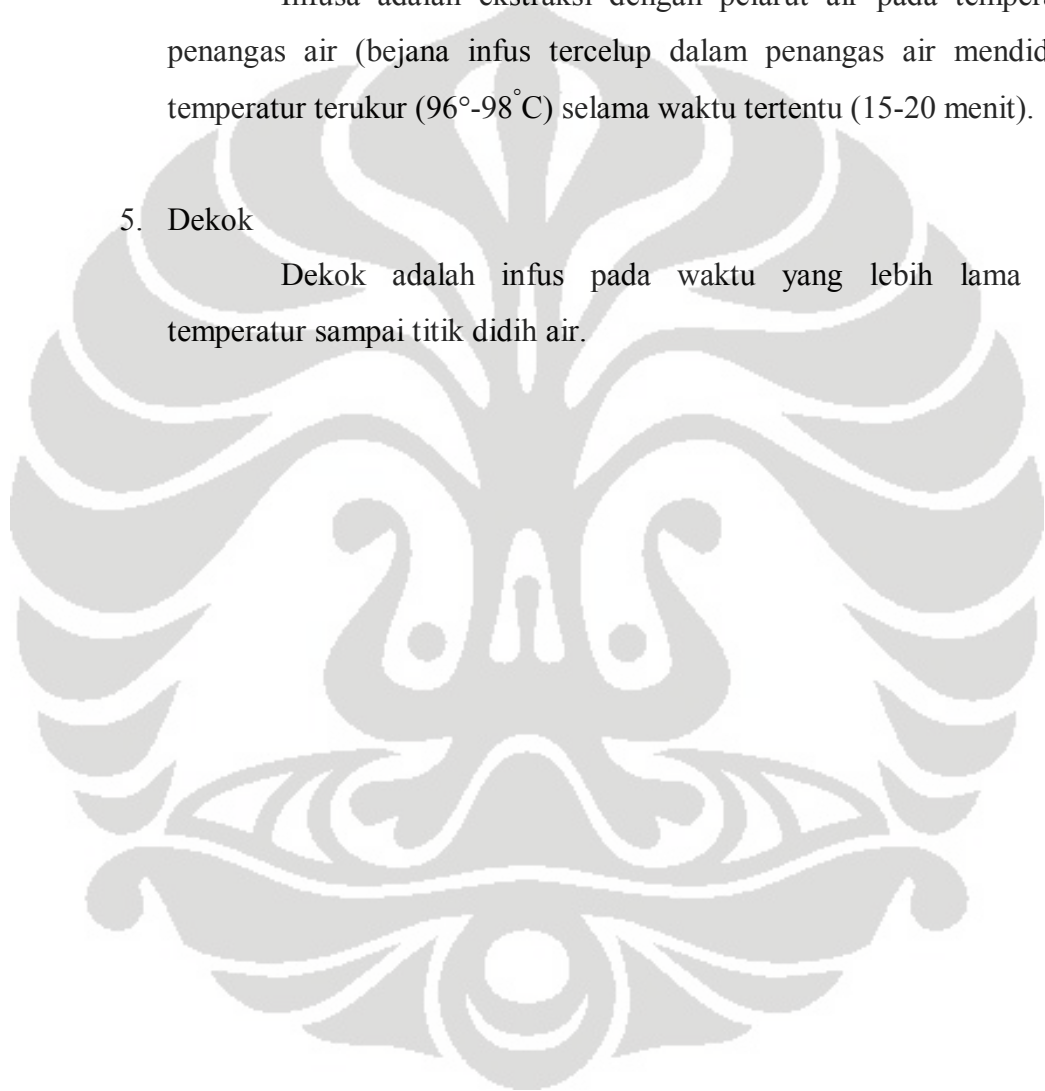 Infusa adalah ekstraksi dengan pelarut air pada
penangas air (bejana infus tercelup dalam penangas air
temperatur terukur (96°-98°C) selama waktu tertentu (15-20 menit).
5. Dekok
Dekok adalah infus pada waktu yang lebih lama
temperatur sampai titik didih air.